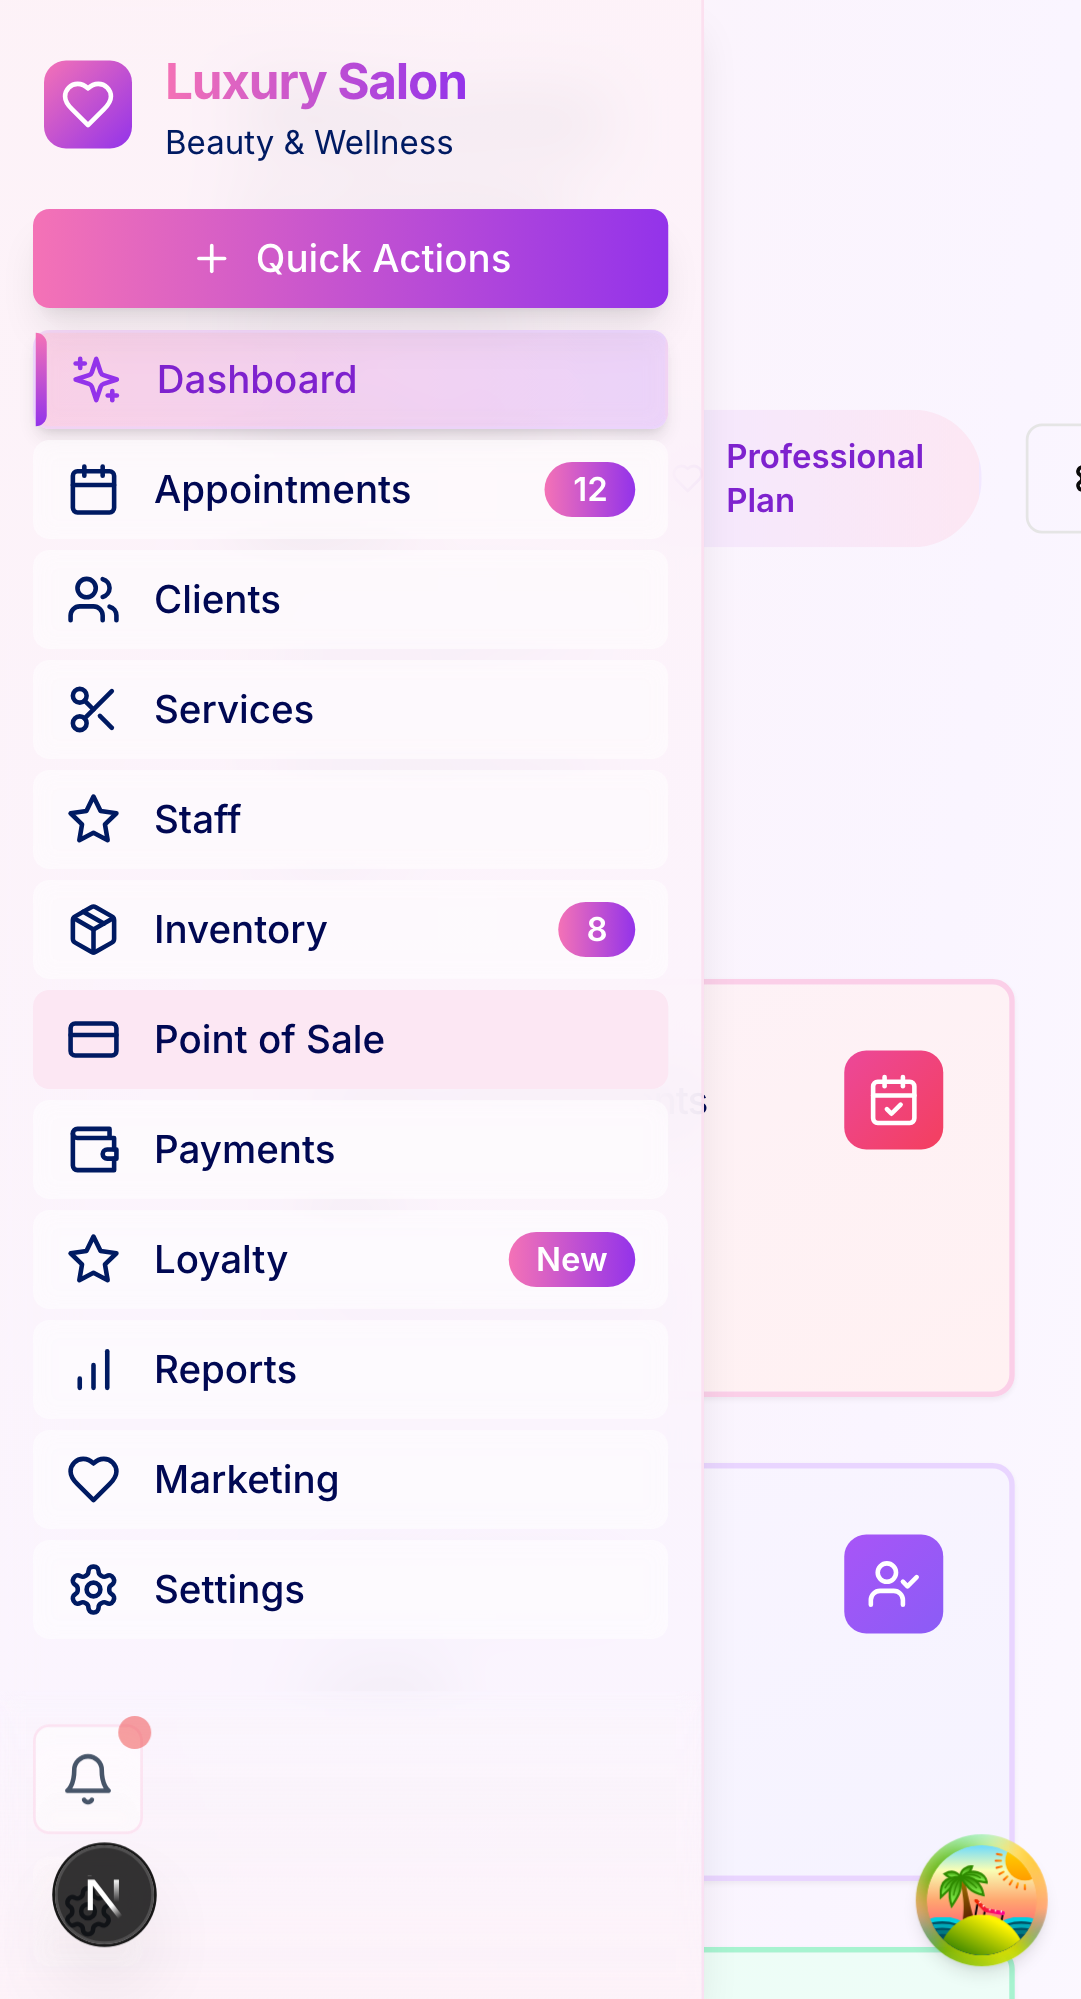 Luxury Salon
Beauty & Wellness
Quick Actions
Dashboard
Appointments 12
Professional
Plan
Clients
Services
Staff
Inventory 8
Point of Sale
Payments
Loyalty New
Reports
Marketing
Settings
N